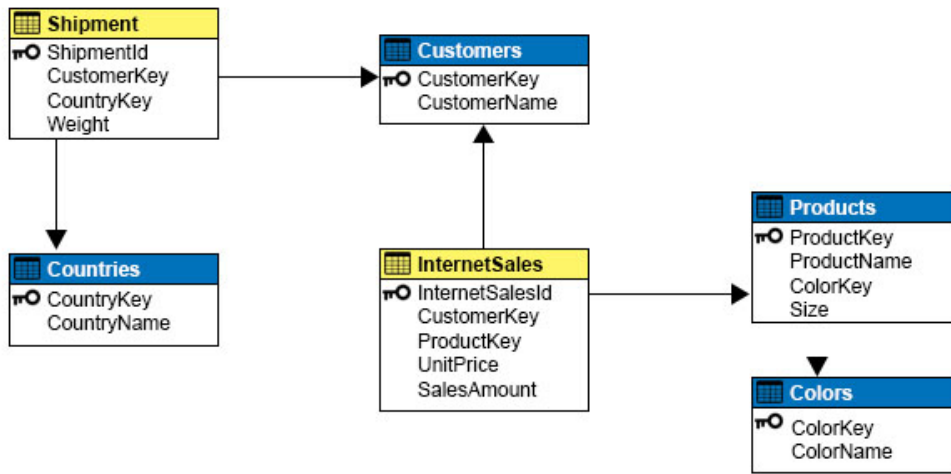 Shipment
ShipmentId
CustomerKey
CountryKey
Weight
Customers
CustomerKey
CustomerName
Countries
CountryKey
CountryName
InternetSales
InternetSalesId
CustomerKey
ProductKey
UnitPrice
SalesAmount
Products
ProductKey
ProductName
ColorKey
Size
Colors
ColorKey
ColorName